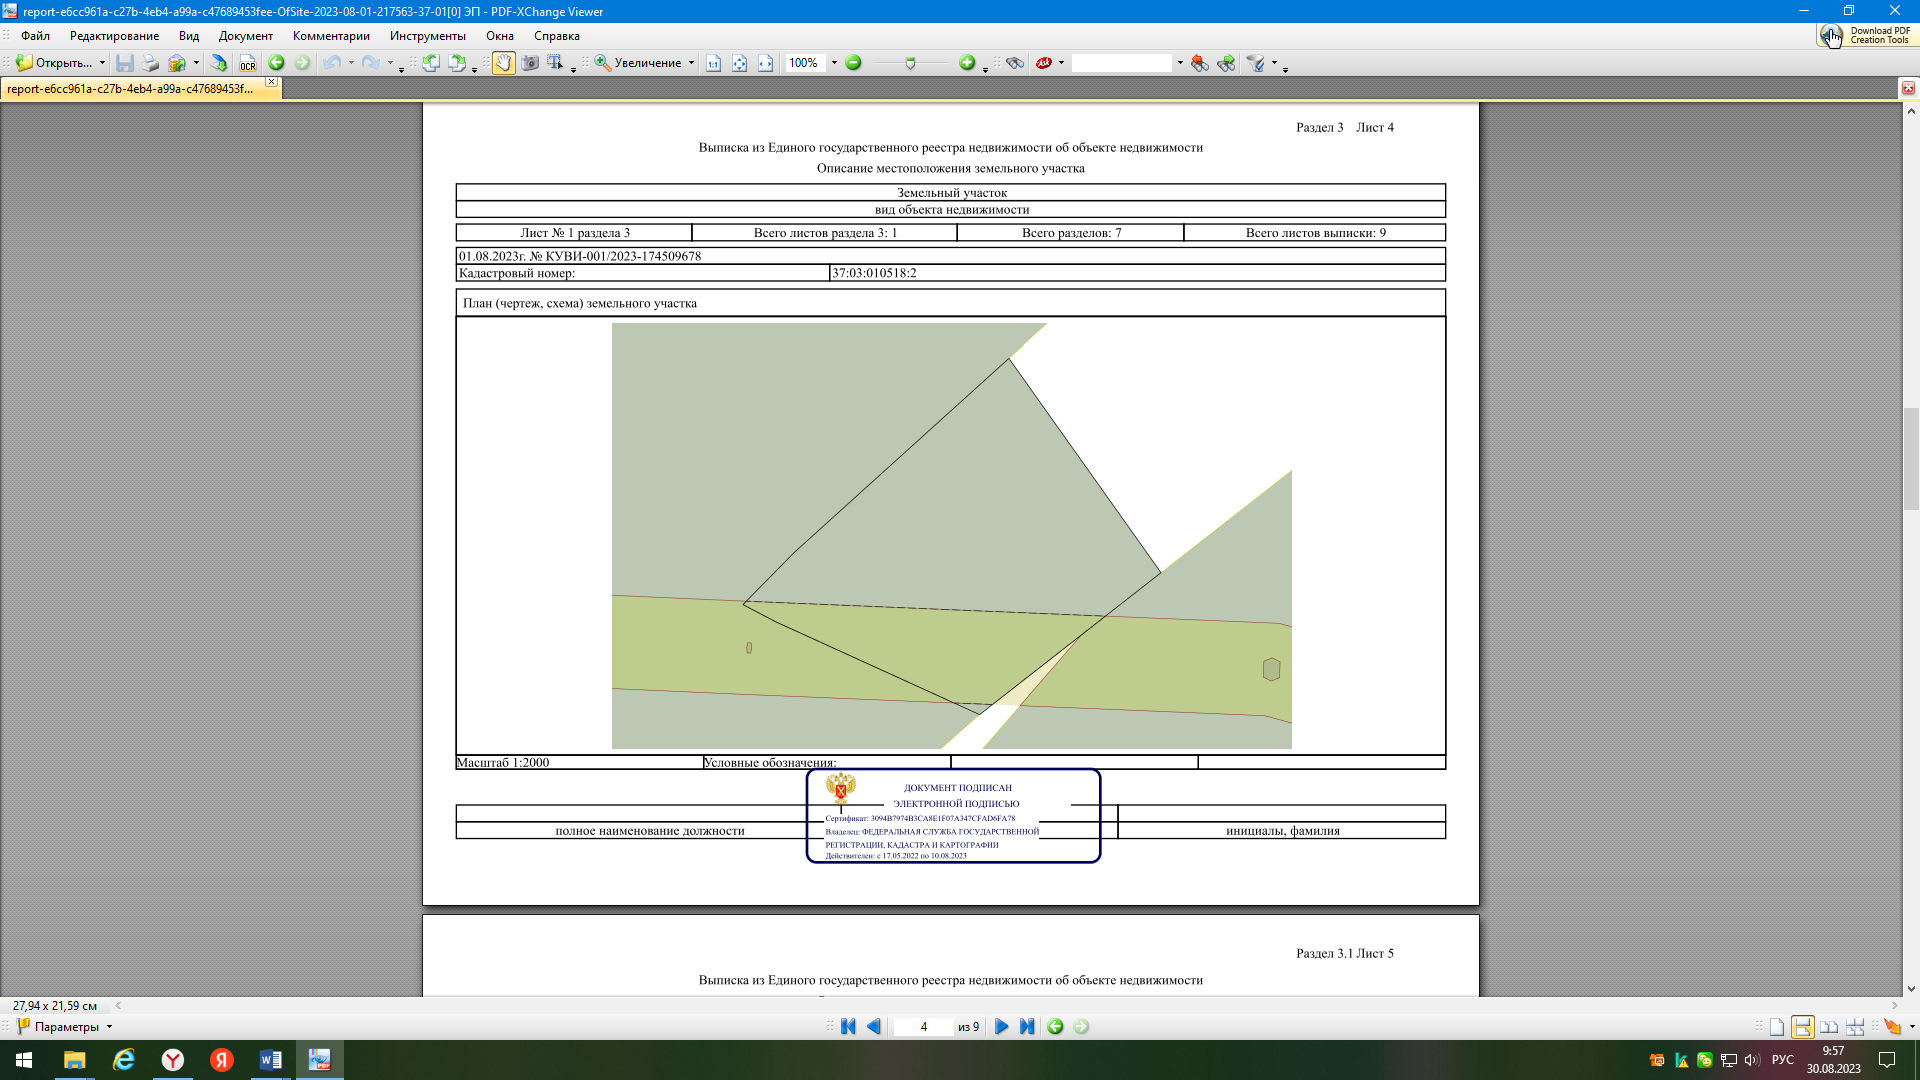 report-e6cc961a-c27b-4eb4-a99a-c47689453fee-OfSite-2023-08-01-217563-37-01[0] ЭП - PDF-XChange Viewer
Файл Редактирование Вид Документ Комментарии Инструменты Окна Справка
Download PDF
Creation Tools
Открыть... OCR Увеличение 1:1 100% Ask
report-e6cc961a-c27b-4eb4-a99a-c47689453f...
Раздел 3 Лист 4
Выписка из Единого государственного реестра недвижимости об объекте недвижимости
Описание местоположения земельного участка
Земельный участок
вид объекта недвижимости
Лист № 1 раздела 3 Всего листов раздела 3: 1 Всего разделов: 7 Всего листов выписки: 9
01.08.2023г. № КУВИ-001/2023-174509678
Кадастровый номер: 37:03:010518:2
План (чертеж, схема) земельного участка
Масштаб 1:2000 Условные обозначения:
ДОКУМЕНТ ПОДПИСАН
ЭЛЕКТРОННОЙ ПОДПИСЬЮ
Сертификат: 3094B7974B3CA8E1F07A347CFAD6FA78
Владелец: ФЕДЕРАЛЬНАЯ СЛУЖБА ГОСУДАРСТВЕННОЙ
РЕГИСТРАЦИИ, КАДАСТРА И КАРТОГРАФИИ
Действителен: с 17.05.2022 по 10.08.2023
полное наименование должности инициалы, фамилия
Раздел 3.1 Лист 5
Выписка из Единого государственного реестра недвижимости об объекте недвижимости
27,94 x 21,59 см
Параметры 4 из 9
РУС 9:57
30.08.2023